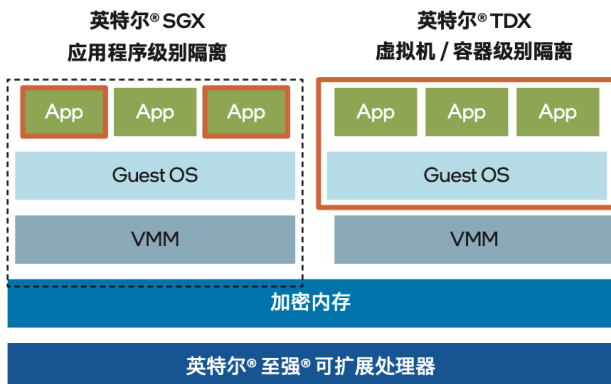 英特尔® SGX
应用程序级别隔离
App App App
Guest OS
VMM
英特尔® TDX
虚拟机 / 容器级别隔离
App App App
Guest OS
VMM
加密内存
英特尔® 至强® 可扩展处理器